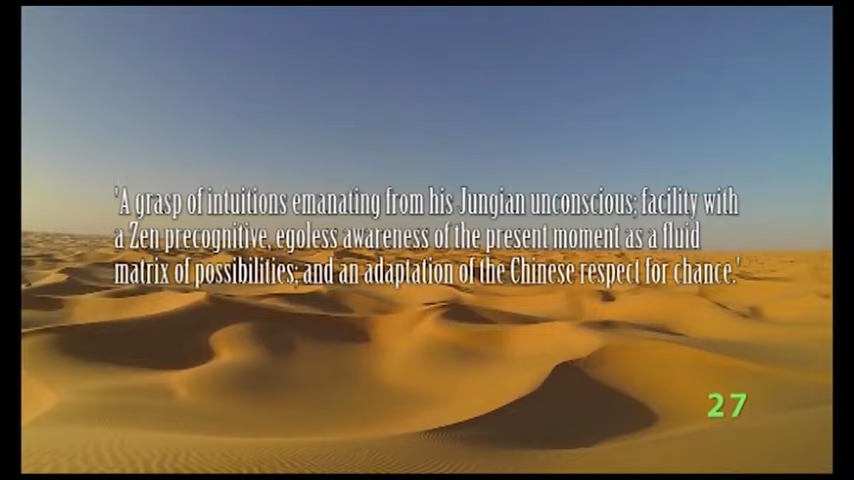 'A grasp of intuitions emanating from his Jungian unconscious; facility with
a Zen precognitive, egoless awareness of the present moment as a fluid
matrix of possibilities; and an adaptation of the Chinese respect for chance.'
27